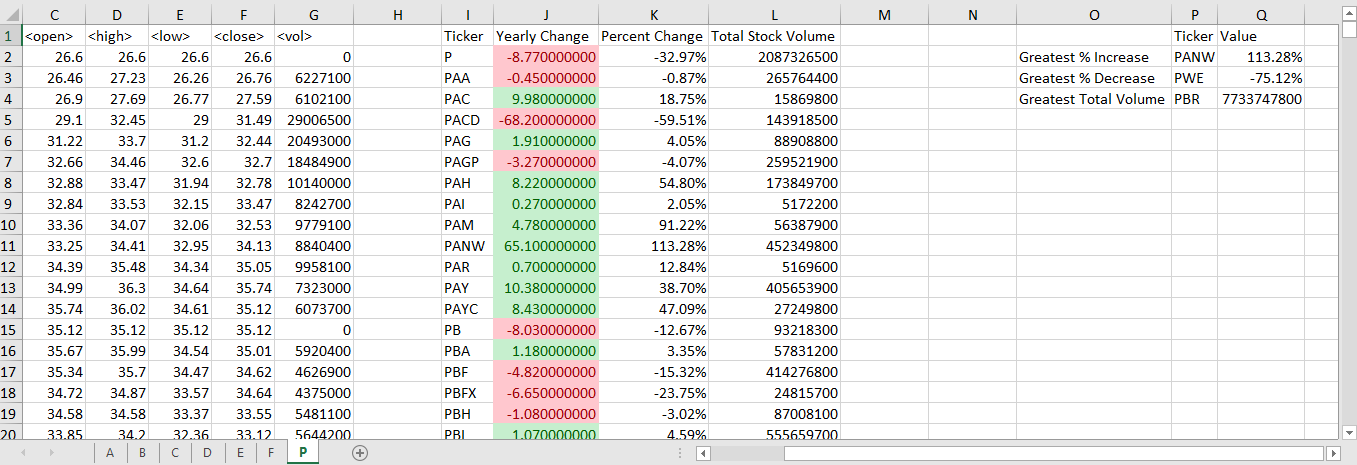 C D E F G H I J K L M N O P Q
1 <open> <high> <low> <close> <vol> Ticker Yearly Change Percent Change Total Stock Volume Ticker Value
2 26.6 26.6 26.6 26.6 0 P -8.770000000 -32.97% 2087326500 Greatest % Increase PANW 113.28%
3 26.46 27.23 26.26 26.76 6227100 PAA -0.450000000 -0.87% 265764400 Greatest % Decrease PWE -75.12%
4 26.9 27.69 26.77 27.59 6102100 PAC 9.980000000 18.75% 15869800 Greatest Total Volume PBR 7733747800
5 29.1 32.45 29 31.49 29006500 PACD -68.200000000 -59.51% 143918500
6 31.22 33.7 31.2 32.44 20493000 PAG 1.910000000 4.05% 88908800
7 32.66 34.46 32.6 32.7 18484900 PAGP -3.270000000 -4.07% 259521900
8 32.88 33.47 31.94 32.78 10140000 PAH 8.220000000 54.80% 173849700
9 32.84 33.53 32.15 33.47 8242700 PAI 0.270000000 2.05% 5172200
10 33.36 34.07 32.06 32.53 9779100 PAM 4.780000000 91.22% 56387900
11 33.25 34.41 32.95 34.13 8840400 PANW 65.100000000 113.28% 452349800
12 34.39 35.48 34.34 35.05 9958100 PAR 0.700000000 12.84% 5169600
13 34.99 36.3 34.64 35.74 7323000 PAY 10.380000000 38.70% 405653900
14 35.74 36.02 34.61 35.12 6073700 PAYC 8.430000000 47.09% 27249800
15 35.12 35.12 35.12 35.12 0 PB -8.030000000 -12.67% 93218300
16 35.67 35.99 34.54 35.01 5920400 PBA 1.180000000 3.35% 57831200
17 35.34 35.7 34.47 34.62 4626900 PBF -4.820000000 -15.32% 414276800
18 34.72 34.87 33.57 34.64 4375000 PBFX -6.650000000 -23.75% 24815700
19 34.58 34.58 33.37 33.55 5481100 PBH -1.080000000 -3.02% 87008100
20 33.85 34.2 32.36 33.12 5644200 PBI 1.070000000 4.59% 555659700
A B C D E F P